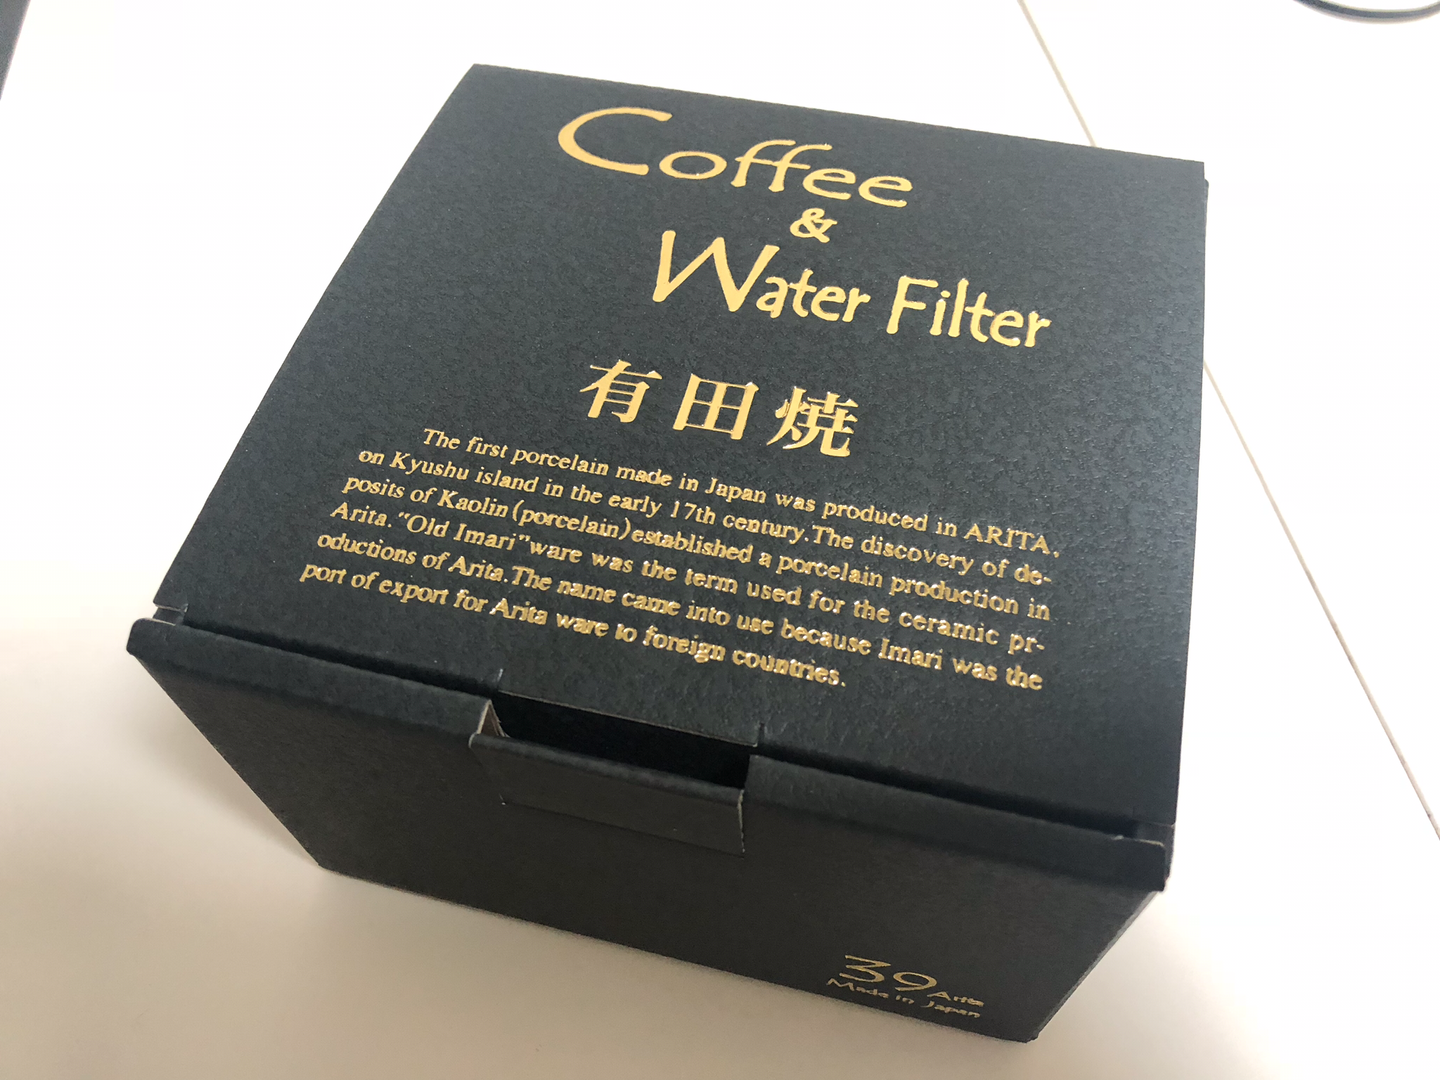 Coffee
&
Water Filter
有田焼
The first porcelain made in Japan was produced in ARITA,
on Kyushu island in the early 17th century.The discovery of de-
posits of Kaolin(porcelain)established a porcelain production in
Arita.“Old Imari”ware was the term used for the ceramic pr-
oductions of Arita.The name came into use because Imari was the
port of export for Arita ware to foreign countries.
39 Arita
Made in Japan